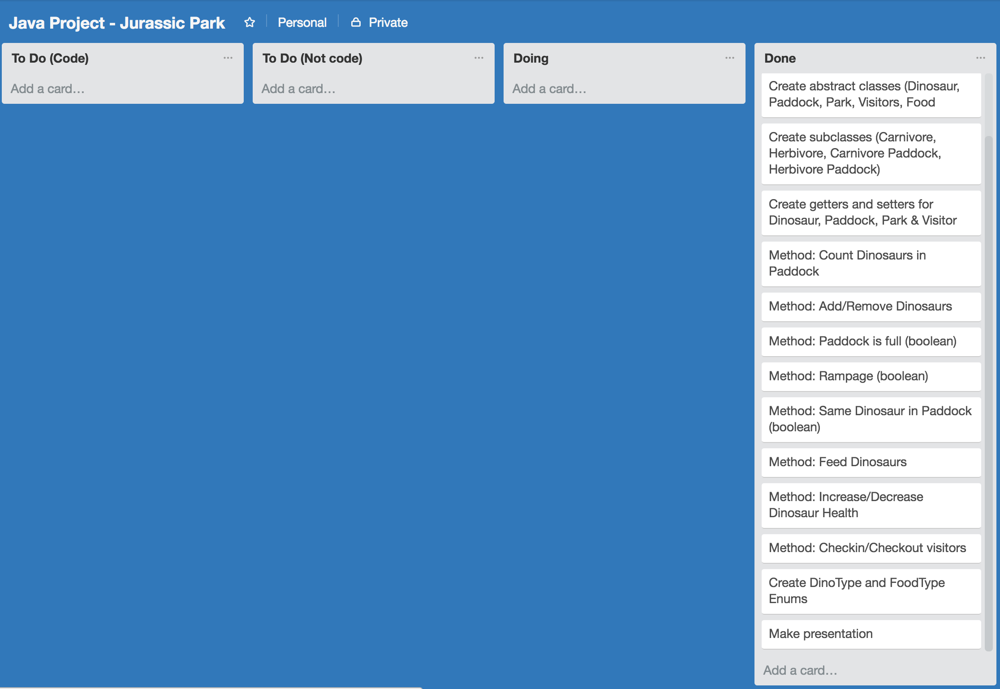 Java Project - Jurassic Park
Personal
Private
To Do (Code)
Add a card...
To Do (Not code)
Add a card...
Doing
Add a card...
Done
Create abstract classes (Dinosaur,
Paddock, Park, Visitors, Food
Create subclasses (Carnivore,
Herbivore, Carnivore Paddock,
Herbivore Paddock)
Create getters and setters for
Dinosaur, Paddock, Park & Visitor
Method: Count Dinosaurs in
Paddock
Method: Add/Remove Dinosaurs
Method: Paddock is full (boolean)
Method: Rampage (boolean)
Method: Same Dinosaur in Paddock
(boolean)
Method: Feed Dinosaurs
Method: Increase/Decrease
Dinosaur Health
Method: Checkin/Checkout visitors
Create DinoType and FoodType
Enums
Make presentation
Add a card...